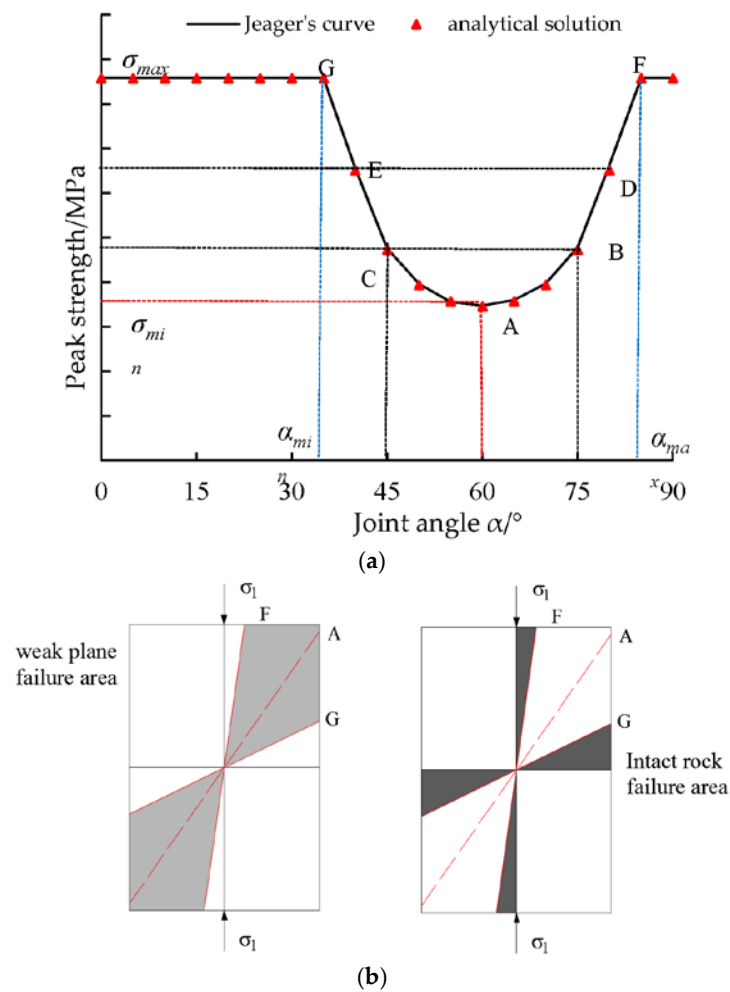 Jeager's curve
analytical solution
σmax
G
F
E
D
C
B
A
σmi
n
αmi
n
αma
x
Peak strength/MPa
0 15 30 45 60 75 90
Joint angle α/°
(a)
σ1
F
A
weak plane
failure area
G
σ1
σ1
F
A
G
Intact rock
failure area
σ1
(b)